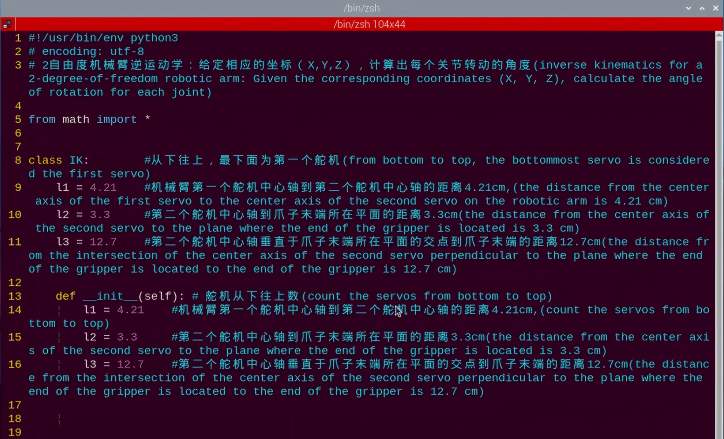 /bin/zsh
/bin/zsh 104x44
1 #!/usr/bin/env python3
2 # encoding: utf-8
3 # 2自由度机械臂逆运动学：给定相应的坐标（X,Y,Z），计算出每个关节转动的角度(inverse kinematics for a
2-degree-of-freedom robotic arm: Given the corresponding coordinates (X, Y, Z), calculate the angle
of rotation for each joint)
4
5 from math import *
6
7
8 class IK: #从下往上，最下面为第一个舵机(from bottom to top, the bottommost servo is considere
d the first servo)
9 l1 = 4.21 #机械臂第一个舵机中心轴到第二个舵机中心轴的距离4.21cm,(the distance from the center
axis of the first servo to the center axis of the second servo on the robotic arm is 4.21 cm)
10 l2 = 3.3 #第二个舵机中心轴到爪子末端所在平面的距离3.3cm(the distance from the center axis of
the second servo to the plane where the end of the gripper is located is 3.3 cm)
11 l3 = 12.7 #第二个舵机中心轴垂直于爪子末端所在平面的交点到爪子末端的距离12.7cm(the distance fr
om the intersection of the center axis of the second servo perpendicular to the plane where the end
of the gripper is located to the end of the gripper is 12.7 cm)
12
13 def __init__(self): # 舵机从下往上数(count the servos from bottom to top)
14 ¦ l1 = 4.21 #机械臂第一个舵机中心轴到第二个舵机中心轴的距离4.21cm,(count the servos from bo
ttom to top)
15 ¦ l2 = 3.3 #第二个舵机中心轴到爪子末端所在平面的距离3.3cm(the distance from the center axi
s of the second servo to the plane where the end of the gripper is located is 3.3 cm)
16 ¦ l3 = 12.7 #第二个舵机中心轴垂直于爪子末端所在平面的交点到爪子末端的距离12.7cm(the distanc
e from the intersection of the center axis of the second servo perpendicular to the plane where the
end of the gripper is located to the end of the gripper is 12.7 cm)
17
18 ¦
19